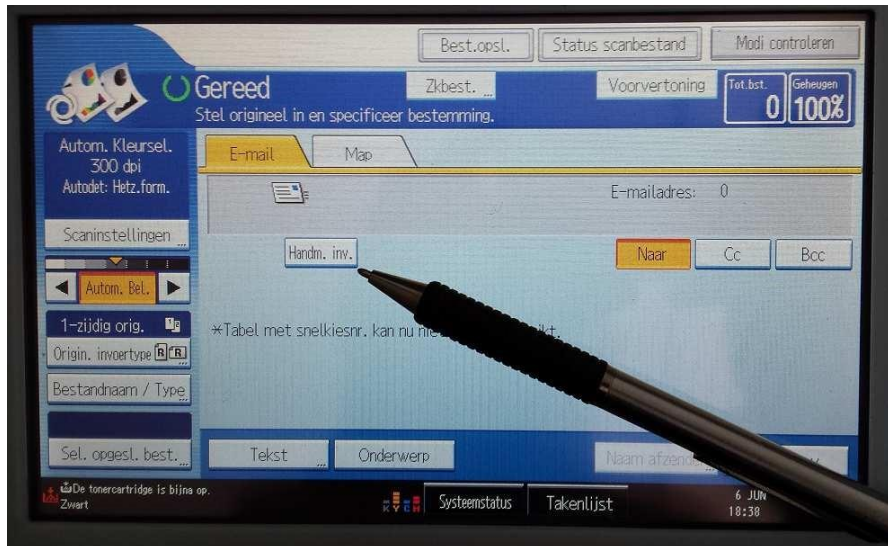 Best.opsl.
Status scanbestand
Modi controleren
Gereed
Zkbest.
Voorvertoning
Tot.bst.
0
Geheugen
100%
Stel origineel in en specificeer bestemming.
Autom. Kleursel.
300 dpi
Autodet: Hetz.form.
Scaninstellingen
Autom. Bel.
1-zijdig orig.
Origin. invoertype
Bestandnaam / Type
Sel. opgesl. best.
E-mail
Map
E-mailadres: 0
Handm. inv.
Naar
Cc
Bcc
*Tabel met snelkiesnr. kan nu
Tekst
Onderwerp
Naam
De tonercartridge is bijna op.
Zwart
K Y C M
Systeemstatus
Takenlijst
6 JUN
18:38